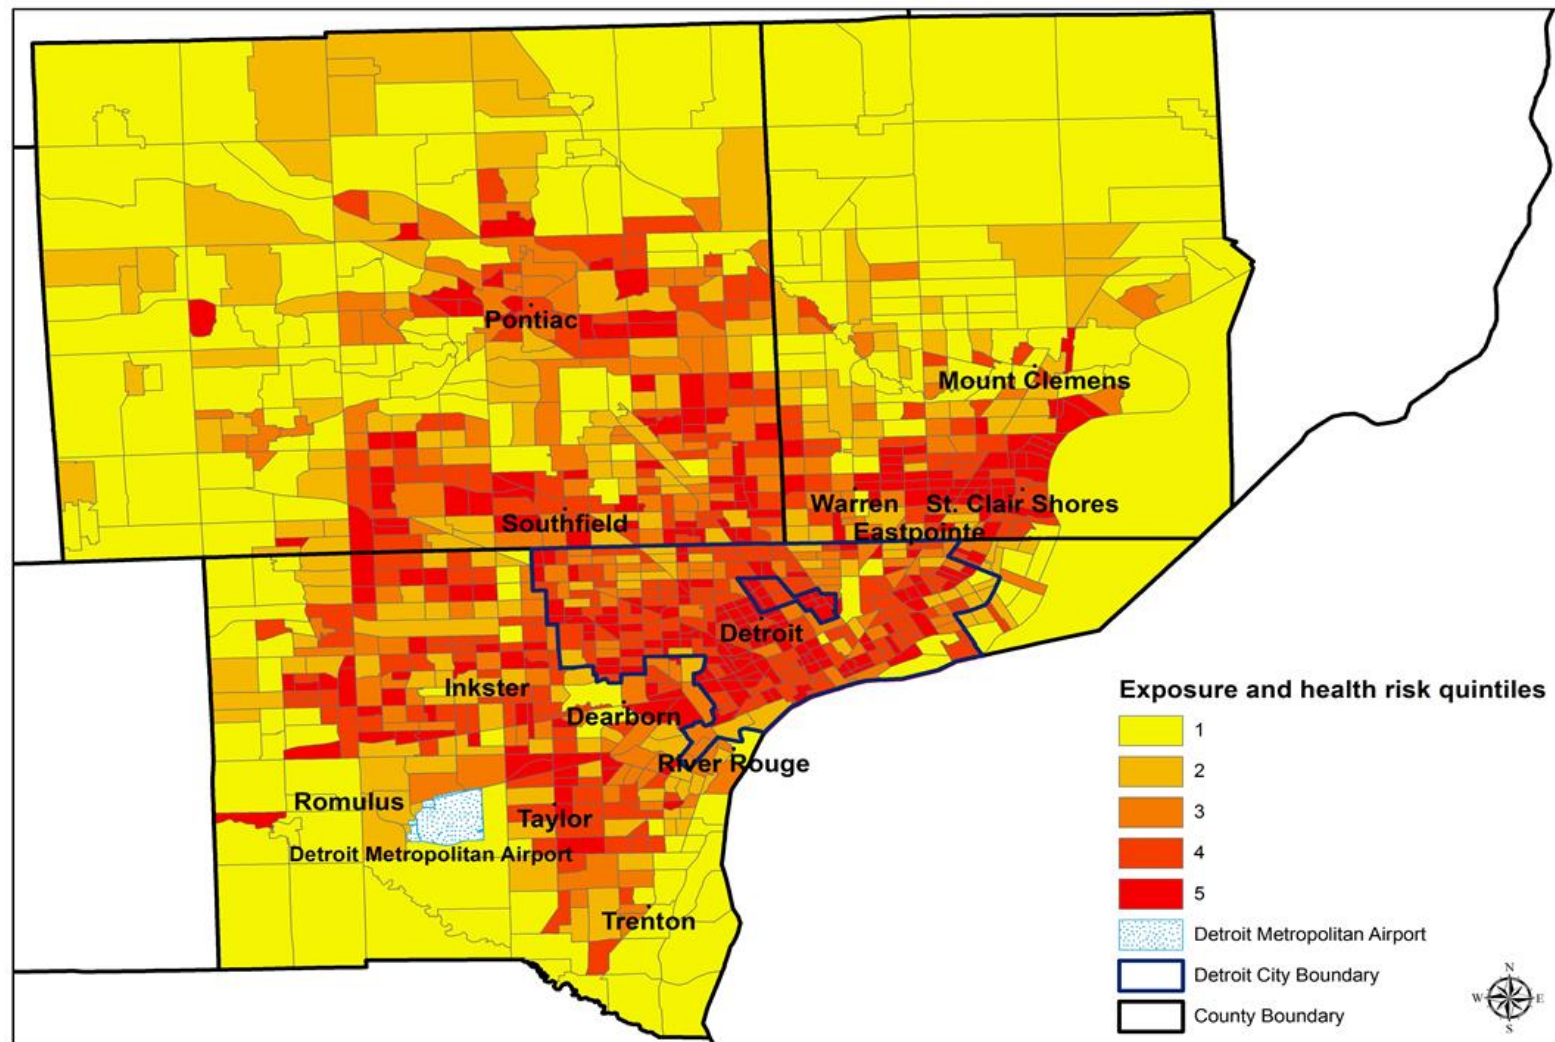 Pontiac
Mount Clemens
Warren
St. Clair Shores
Southfield
Eastpointe
Detroit
Inkster
Dearborn
River Rouge
Romulus
Taylor
Detroit Metropolitan Airport
Trenton
Exposure and health risk quintiles
1
2
3
4
5
Detroit Metropolitan Airport
Detroit City Boundary
County Boundary
N
W E
S